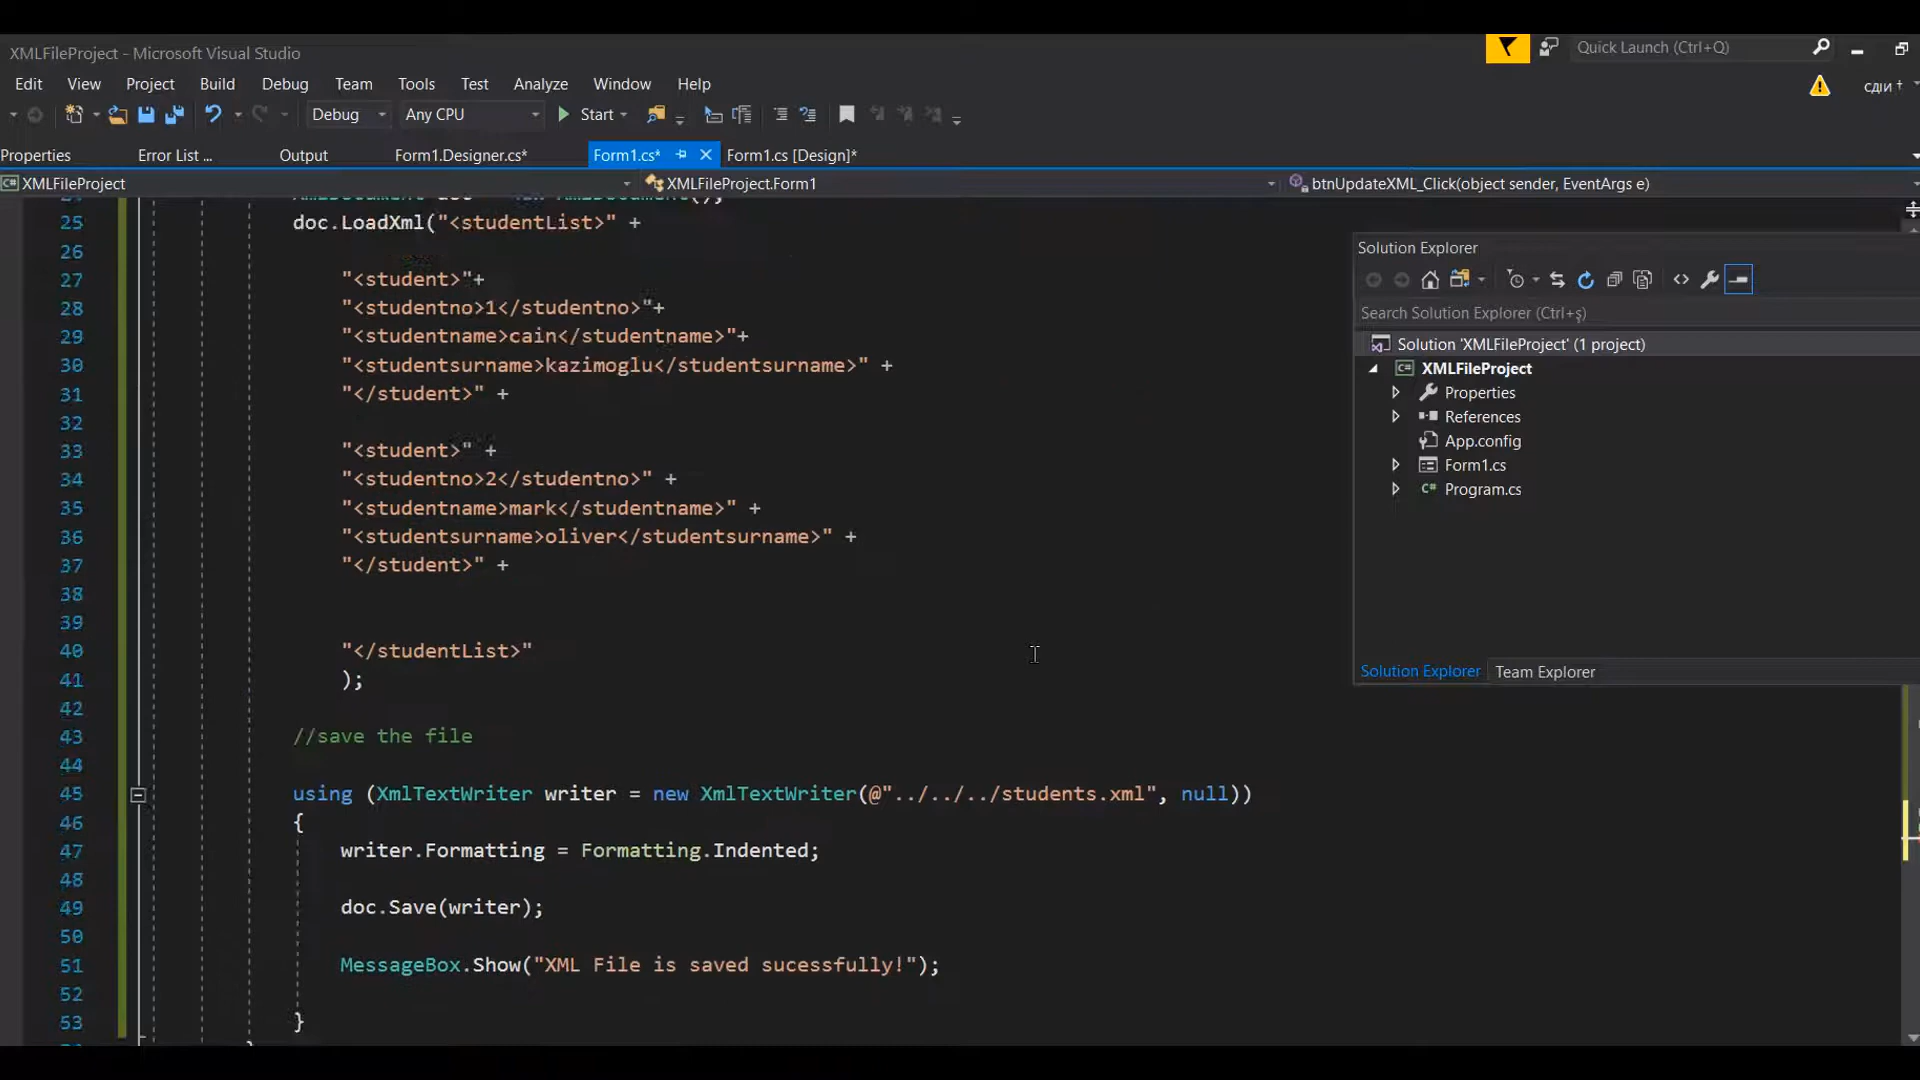 XMLFileProject - Microsoft Visual Studio
Quick Launch (Ctrl+Q)
Edit View Project Build Debug Team Tools Test Analyze Window Help
Debug Any CPU Start
Properties Error List ... Output Form1.Designer.cs* Form1.cs* Form1.cs [Design]*
XMLFileProject XMLFileProject.Form1 btnUpdateXML_Click(object sender, EventArgs e)
25 doc.LoadXml("<studentList>" +
26
27 "<student>"+
28 "<studentno>1</studentno>"+
29 "<studentname>cain</studentname>"+
30 "<studentsurname>kazimoglu</studentsurname>" +
31 "</student>" +
32
33 "<student>" +
34 "<studentno>2</studentno>" +
35 "<studentname>mark</studentname>" +
36 "<studentsurname>oliver</studentsurname>" +
37 "</student>" +
38
39
40 "</studentList>"
41 );
42
43 //save the file
44
45 using (XmlTextWriter writer = new XmlTextWriter(@"../../../students.xml", null))
46 {
47 writer.Formatting = Formatting.Indented;
48
49 doc.Save(writer);
50
51 MessageBox.Show("XML File is saved sucessfully!");
52
53 }
Solution Explorer
Search Solution Explorer (Ctrl+ş)
Solution 'XMLFileProject' (1 project)
XMLFileProject
Properties
References
App.config
Form1.cs
Program.cs
Solution Explorer Team Explorer